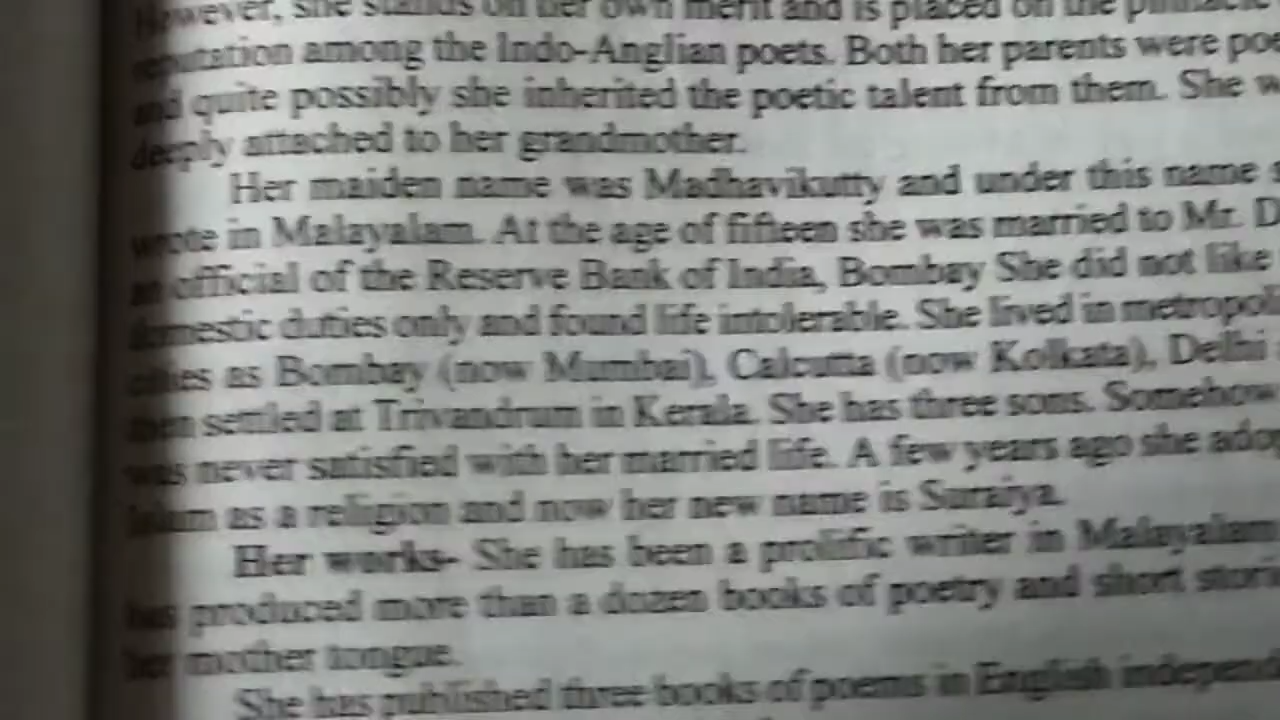 However, she stands on her own merit and is placed on the pinnacle
reputation among the Indo-Anglian poets. Both her parents were
and quite possibly she inherited the poetic talent from them. She
deeply attached to her grandmother.
Her maiden name was Madhavikutty and under this name
wrote in Malayalam. At the age of fifteen she was married to Mr. D
an official of the Reserve Bank of India, Bombay She did not like
domestic duties only and found life intolerable. She lived in metropoli
cities as Bombay (now Mumbai), Calcutta (now Kolkata), Delhi
then settled at Trivandrum in Kerala. She has three sons. Somehow
was never satisfied with her married life. A few years ago she adop
Islam as a religion and now her new name is Suraiya.
Her works- She has been a prolific writer in Malayalam
has produced more than a dozen books of poetry and short stori
her mother tongue.
She has published three books of poems in English independ